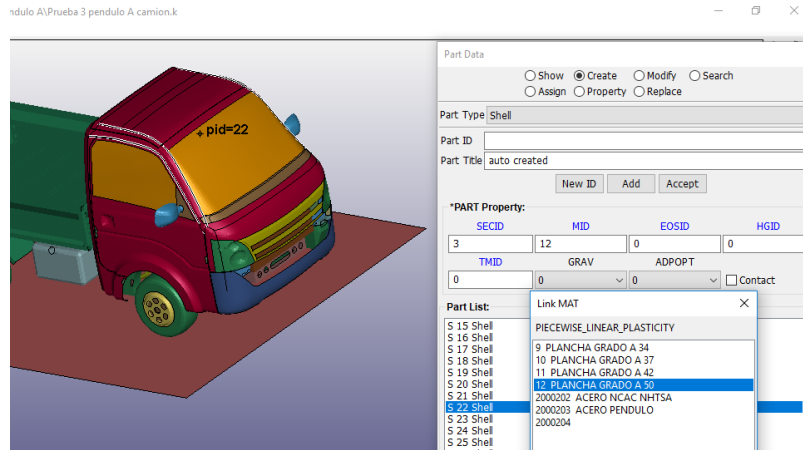 ndulo A\Prueba 3 pendulo A camion.k
Part Data
Show Create Modify Search
Assign Property Replace
Part Type Shell
Part ID
Part Title auto created
New ID Add Accept
*PART Property:
SECID MID EOSID HGID
3 12 0 0
TMID GRAV ADPOPT
0 0 0 Contact
pid=22
Part List:
S 15 Shell
S 16 Shell
S 17 Shell
S 18 Shell
S 19 Shell
S 20 Shell
S 21 Shell
S 22 Shell
S 23 Shell
S 24 Shell
S 25 Shell
Link MAT
PIECEWISE_LINEAR_PLASTICITY
9 PLANCHA GRADO A 34
10 PLANCHA GRADO A 37
11 PLANCHA GRADO A 42
12 PLANCHA GRADO A 50
2000202 ACERO NCAC NHTSA
2000203 ACERO PENDULO
2000204